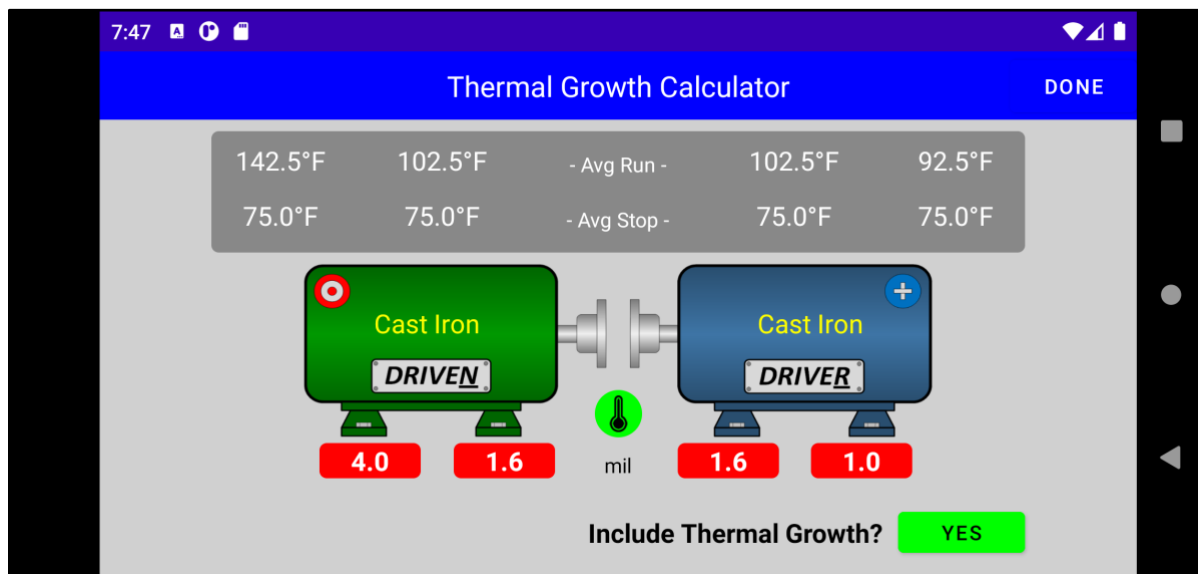 7:47
Thermal Growth Calculator DONE
142.5°F 102.5°F - Avg Run - 102.5°F 92.5°F
75.0°F 75.0°F - Avg Stop - 75.0°F 75.0°F
Cast Iron Cast Iron
DRIVEN DRIVER
4.0 1.6 mil 1.6 1.0
Include Thermal Growth? YES